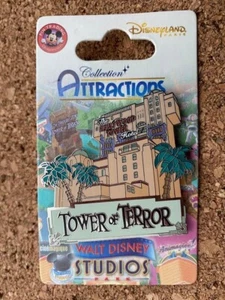 Disneyland
PARIS
Collection
ATTRACTIONS
TOWER OF TERROR
WALT DISNEY
STUDIOS
PARK